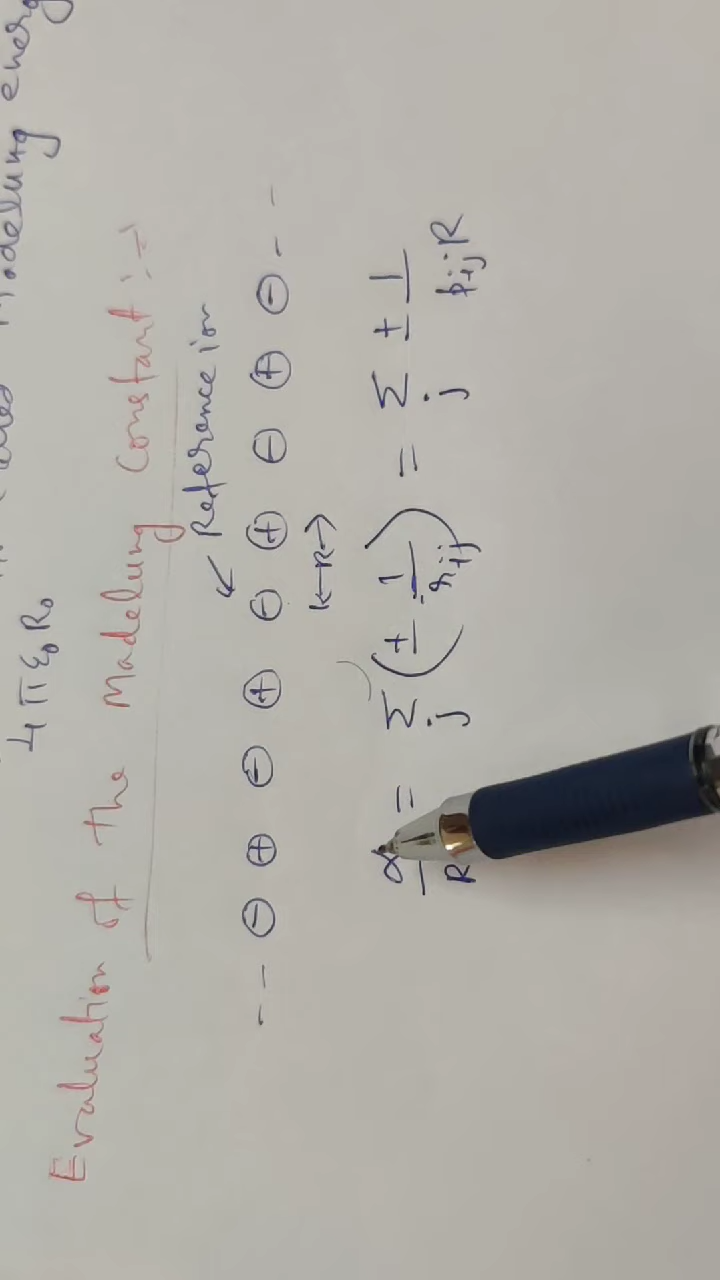 Madelung energy
4πε₀R₀
Evaluation of the Madelung Constant :→
↙ Reference ion
-- ⊖ ⊕ ⊖ ⊕ ⊖ ⊕ ⊖ ⊕ ⊖ --
←R→
α/R = Σⱼ (± 1/rᵢⱼ) = Σⱼ ± 1/pᵢⱼR